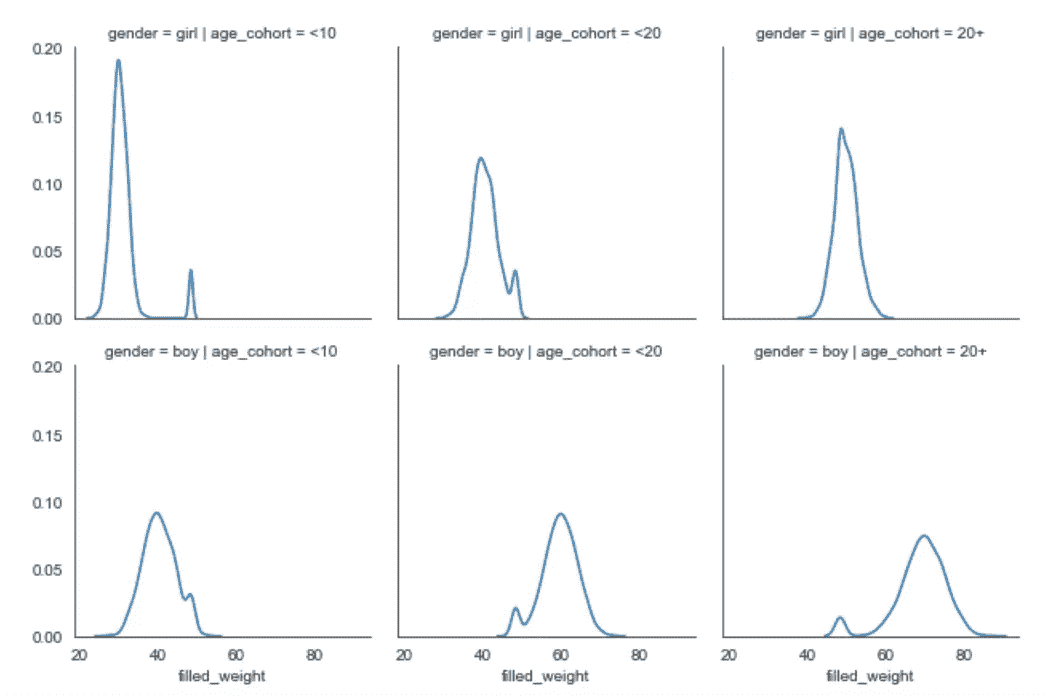 gender = girl | age_cohort = <10
gender = girl | age_cohort = <20
gender = girl | age_cohort = 20+
0.20
0.15
0.10
0.05
0.00
gender = boy | age_cohort = <10
gender = boy | age_cohort = <20
gender = boy | age_cohort = 20+
0.20
0.15
0.10
0.05
0.00
20 40 60 80
20 40 60 80
20 40 60 80
filled_weight
filled_weight
filled_weight